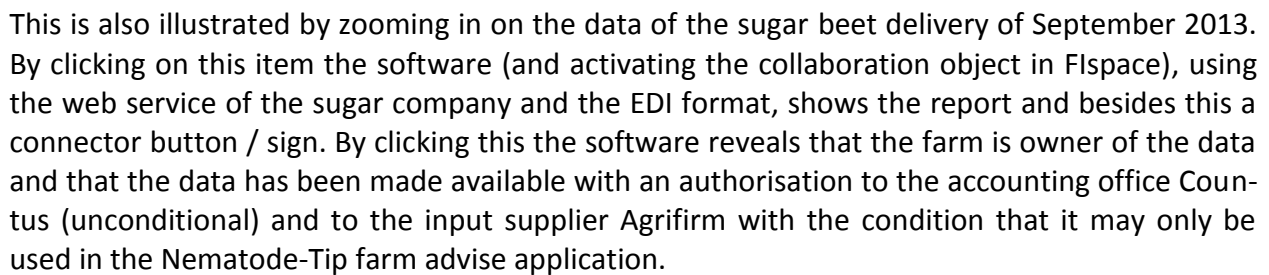 This is also illustrated by zooming in on the data of the sugar beet delivery of September 2013.
By clicking on this item the software (and activating the collaboration object in FIspace), using
the web service of the sugar company and the EDI format, shows the report and besides this a
connector button / sign. By clicking this the software reveals that the farm is owner of the data
and that the data has been made available with an authorisation to the accounting office Coun-
tus (unconditional) and to the input supplier Agrifirm with the condition that it may only be
used in the Nematode-Tip farm advise application.